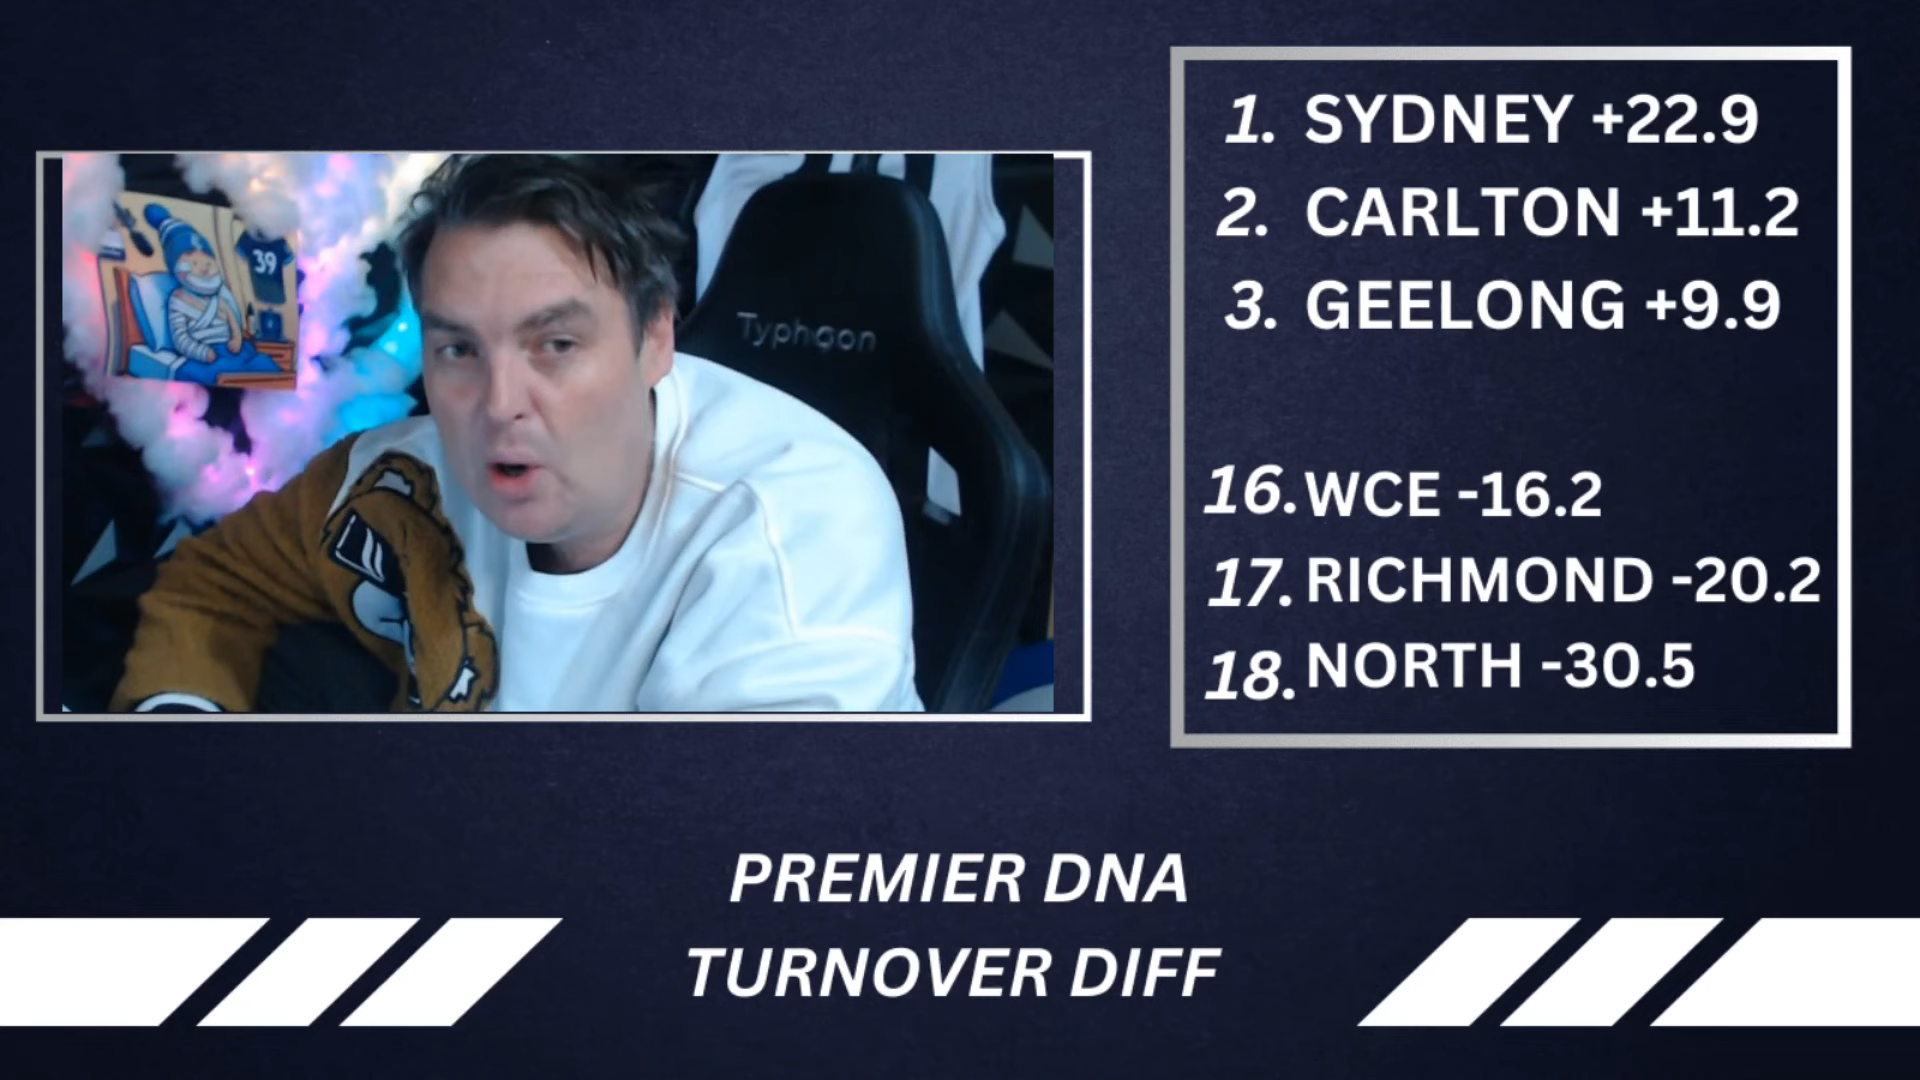 39
Typhoon
1. SYDNEY +22.9
2. CARLTON +11.2
3. GEELONG +9.9
16. WCE -16.2
17. RICHMOND -20.2
18. NORTH -30.5
PREMIER DNA
TURNOVER DIFF